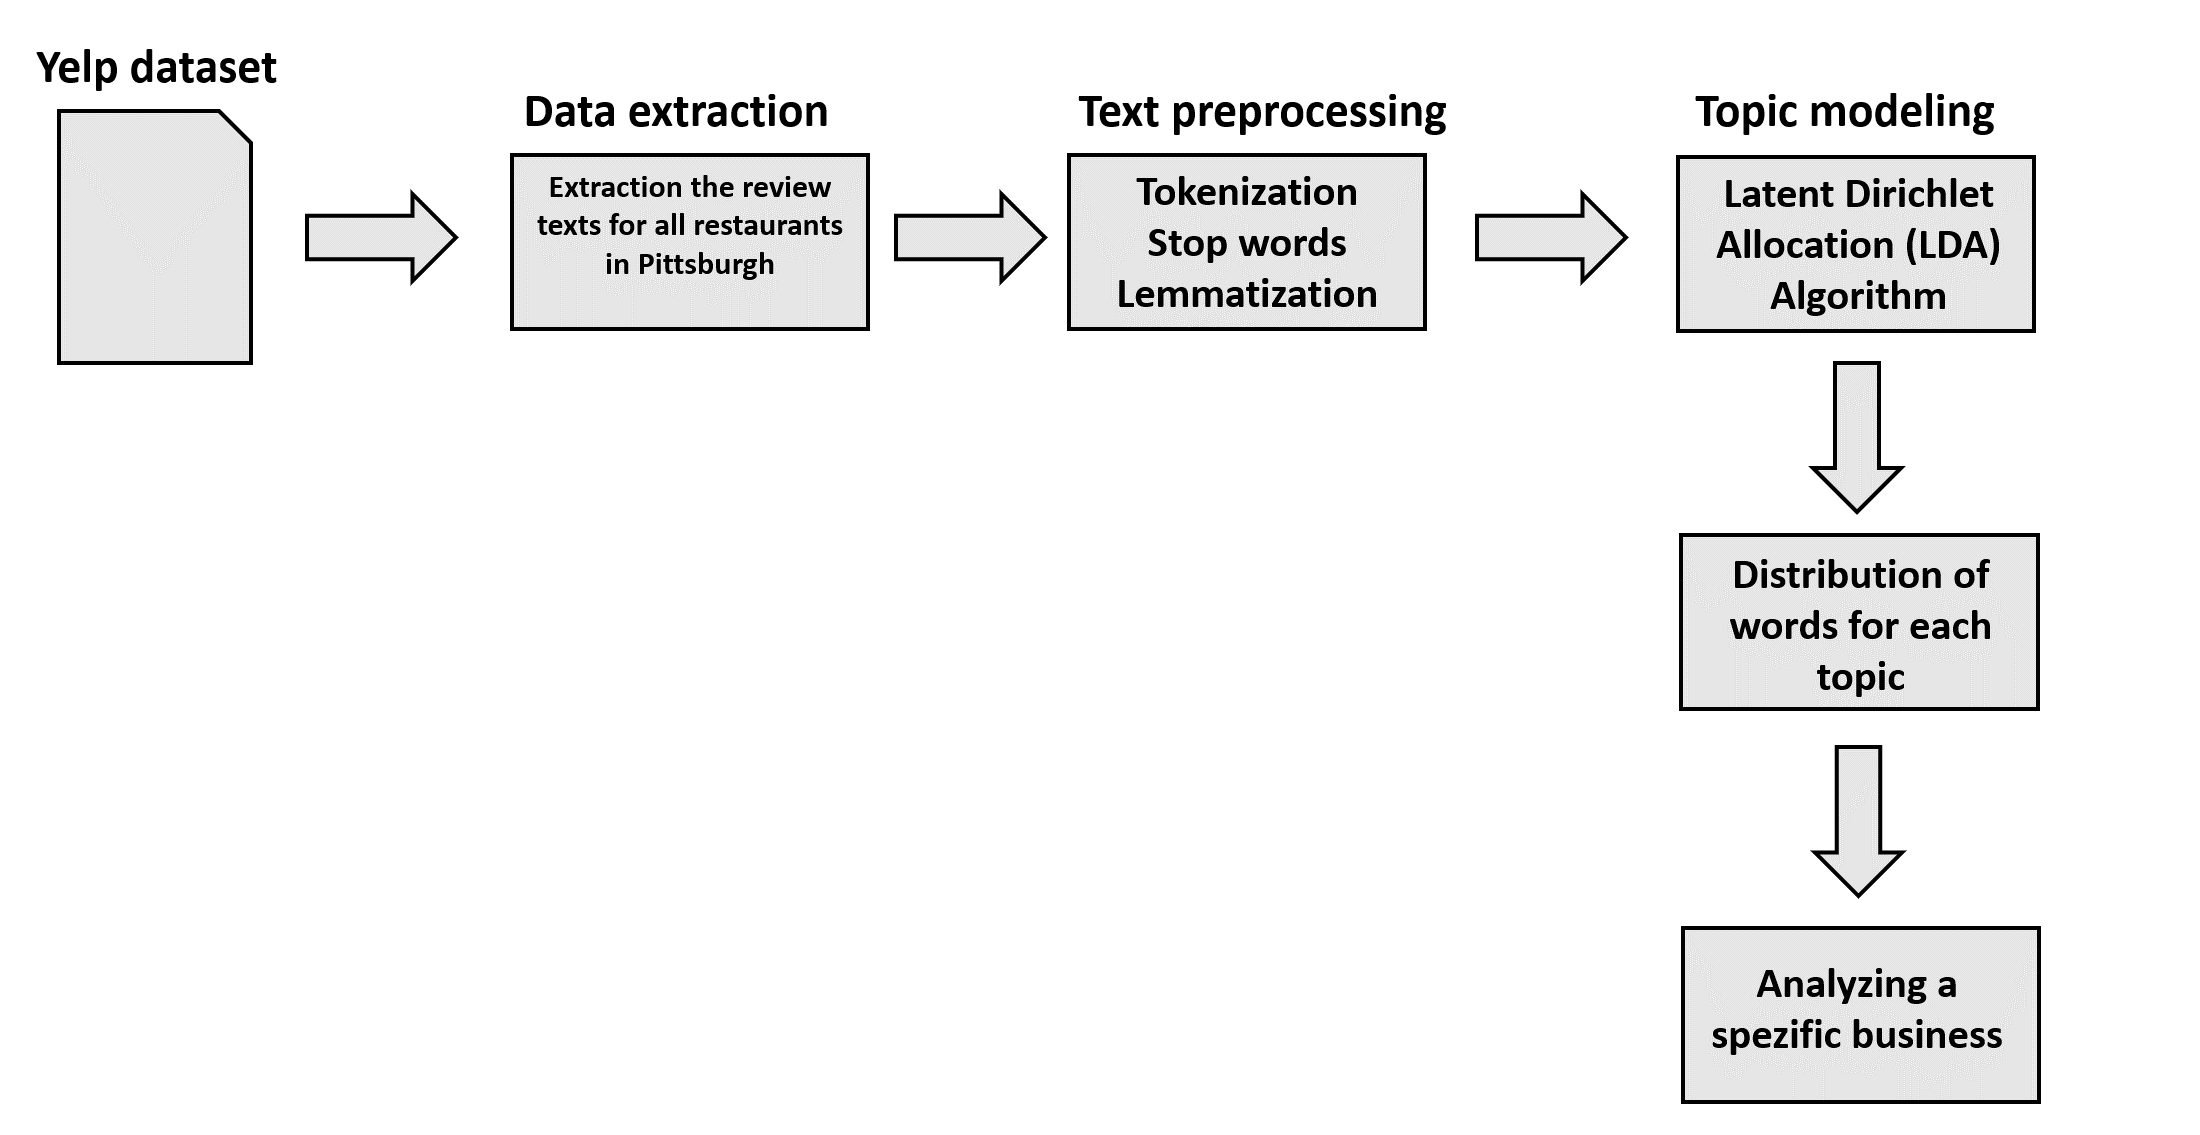 Yelp dataset
Data extraction
Extraction the review
texts for all restaurants
in Pittsburgh
Text preprocessing
Tokenization
Stop words
Lemmatization
Topic modeling
Latent Dirichlet
Allocation (LDA)
Algorithm
Distribution of
words for each
topic
Analyzing a
spezific business